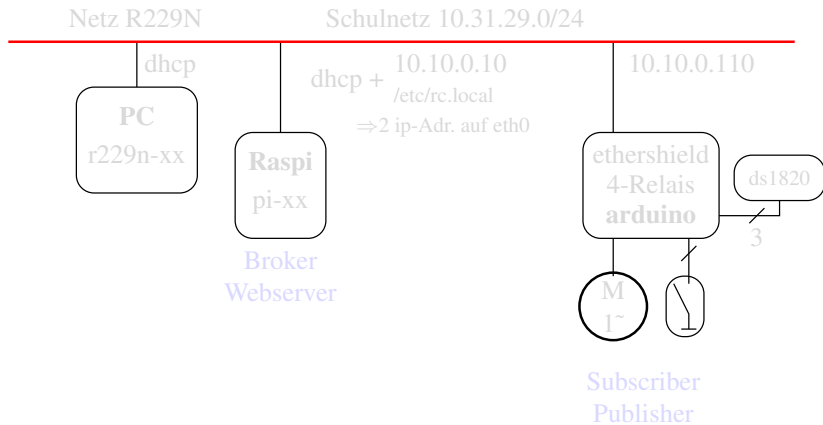 Netz R229N
Schulnetz 10.31.29.0/24
dhcp
dhcp +
10.10.0.10
/etc/rc.local
⇒2 ip-Adr. auf eth0
10.10.0.110
PC
r229n-xx
Raspi
pi-xx
Broker
Webserver
ethershield
4-Relais
arduino
ds1820
3
M
1~
Subscriber
Publisher